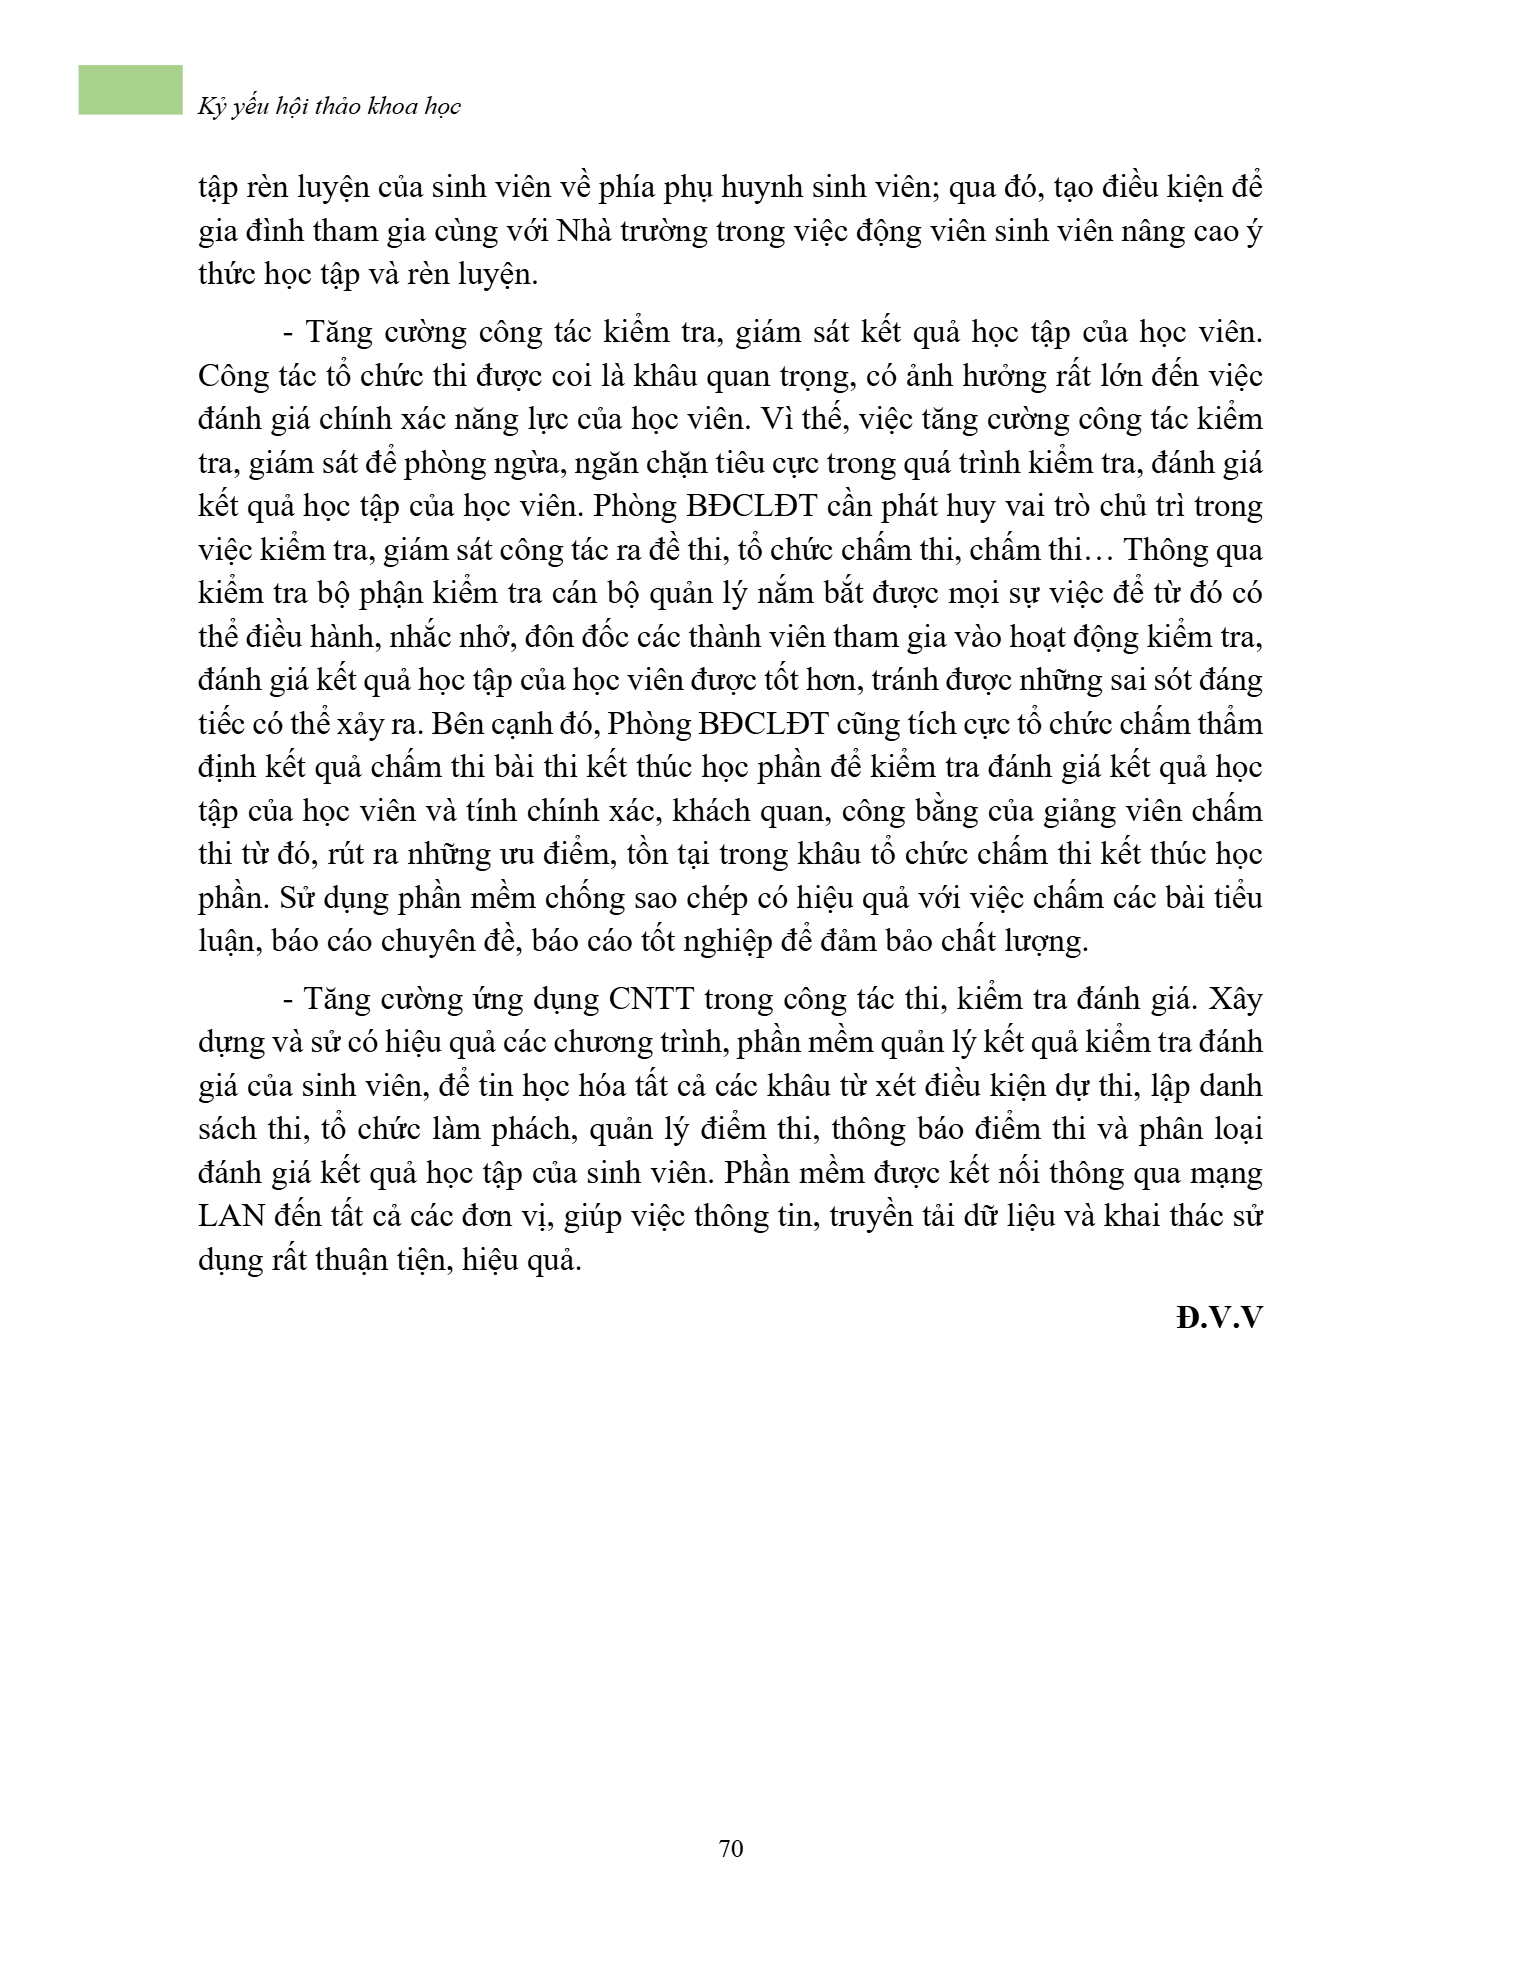 Kỷ yếu hội thảo khoa học
tập rèn luyện của sinh viên về phía phụ huynh sinh viên; qua đó, tạo điều kiện để
gia đình tham gia cùng với Nhà trường trong việc động viên sinh viên nâng cao ý
thức học tập và rèn luyện.
- Tăng cường công tác kiểm tra, giám sát kết quả học tập của học viên.
Công tác tổ chức thi được coi là khâu quan trọng, có ảnh hưởng rất lớn đến việc
đánh giá chính xác năng lực của học viên. Vì thế, việc tăng cường công tác kiểm
tra, giám sát để phòng ngừa, ngăn chặn tiêu cực trong quá trình kiểm tra, đánh giá
kết quả học tập của học viên. Phòng BĐCLĐT cần phát huy vai trò chủ trì trong
việc kiểm tra, giám sát công tác ra đề thi, tổ chức chấm thi, chấm thi… Thông qua
kiểm tra bộ phận kiểm tra cán bộ quản lý nắm bắt được mọi sự việc để từ đó có
thể điều hành, nhắc nhở, đôn đốc các thành viên tham gia vào hoạt động kiểm tra,
đánh giá kết quả học tập của học viên được tốt hơn, tránh được những sai sót đáng
tiếc có thể xảy ra. Bên cạnh đó, Phòng BĐCLĐT cũng tích cực tổ chức chấm thẩm
định kết quả chấm thi bài thi kết thúc học phần để kiểm tra đánh giá kết quả học
tập của học viên và tính chính xác, khách quan, công bằng của giảng viên chấm
thi từ đó, rút ra những ưu điểm, tồn tại trong khâu tổ chức chấm thi kết thúc học
phần. Sử dụng phần mềm chống sao chép có hiệu quả với việc chấm các bài tiểu
luận, báo cáo chuyên đề, báo cáo tốt nghiệp để đảm bảo chất lượng.
- Tăng cường ứng dụng CNTT trong công tác thi, kiểm tra đánh giá. Xây
dựng và sử có hiệu quả các chương trình, phần mềm quản lý kết quả kiểm tra đánh
giá của sinh viên, để tin học hóa tất cả các khâu từ xét điều kiện dự thi, lập danh
sách thi, tổ chức làm phách, quản lý điểm thi, thông báo điểm thi và phân loại
đánh giá kết quả học tập của sinh viên. Phần mềm được kết nối thông qua mạng
LAN đến tất cả các đơn vị, giúp việc thông tin, truyền tải dữ liệu và khai thác sử
dụng rất thuận tiện, hiệu quả.
Đ.V.V
70